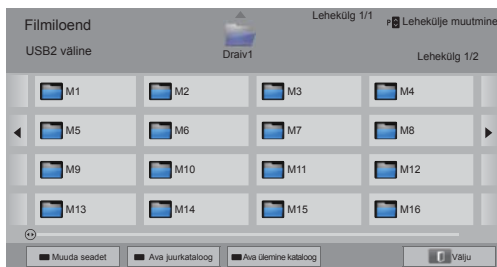 Filmiloend
Lehekülg 1/1
P Lehekülje muutmine
USB2 väline
Draiv1
Lehekülg 1/2
M1 M2 M3 M4
M5 M6 M7 M8
M9 M10 M11 M12
M13 M14 M15 M16
Muuda seadet Ava juurkataloog Ava ülemine kataloog Välju